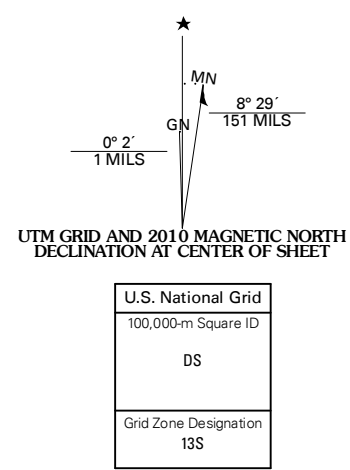 ★
MN
8° 29´
151 MILS
GN
0° 2´
1 MILS
UTM GRID AND 2010 MAGNETIC NORTH
DECLINATION AT CENTER OF SHEET
U.S. National Grid
100,000-m Square ID
DS
Grid Zone Designation
13S